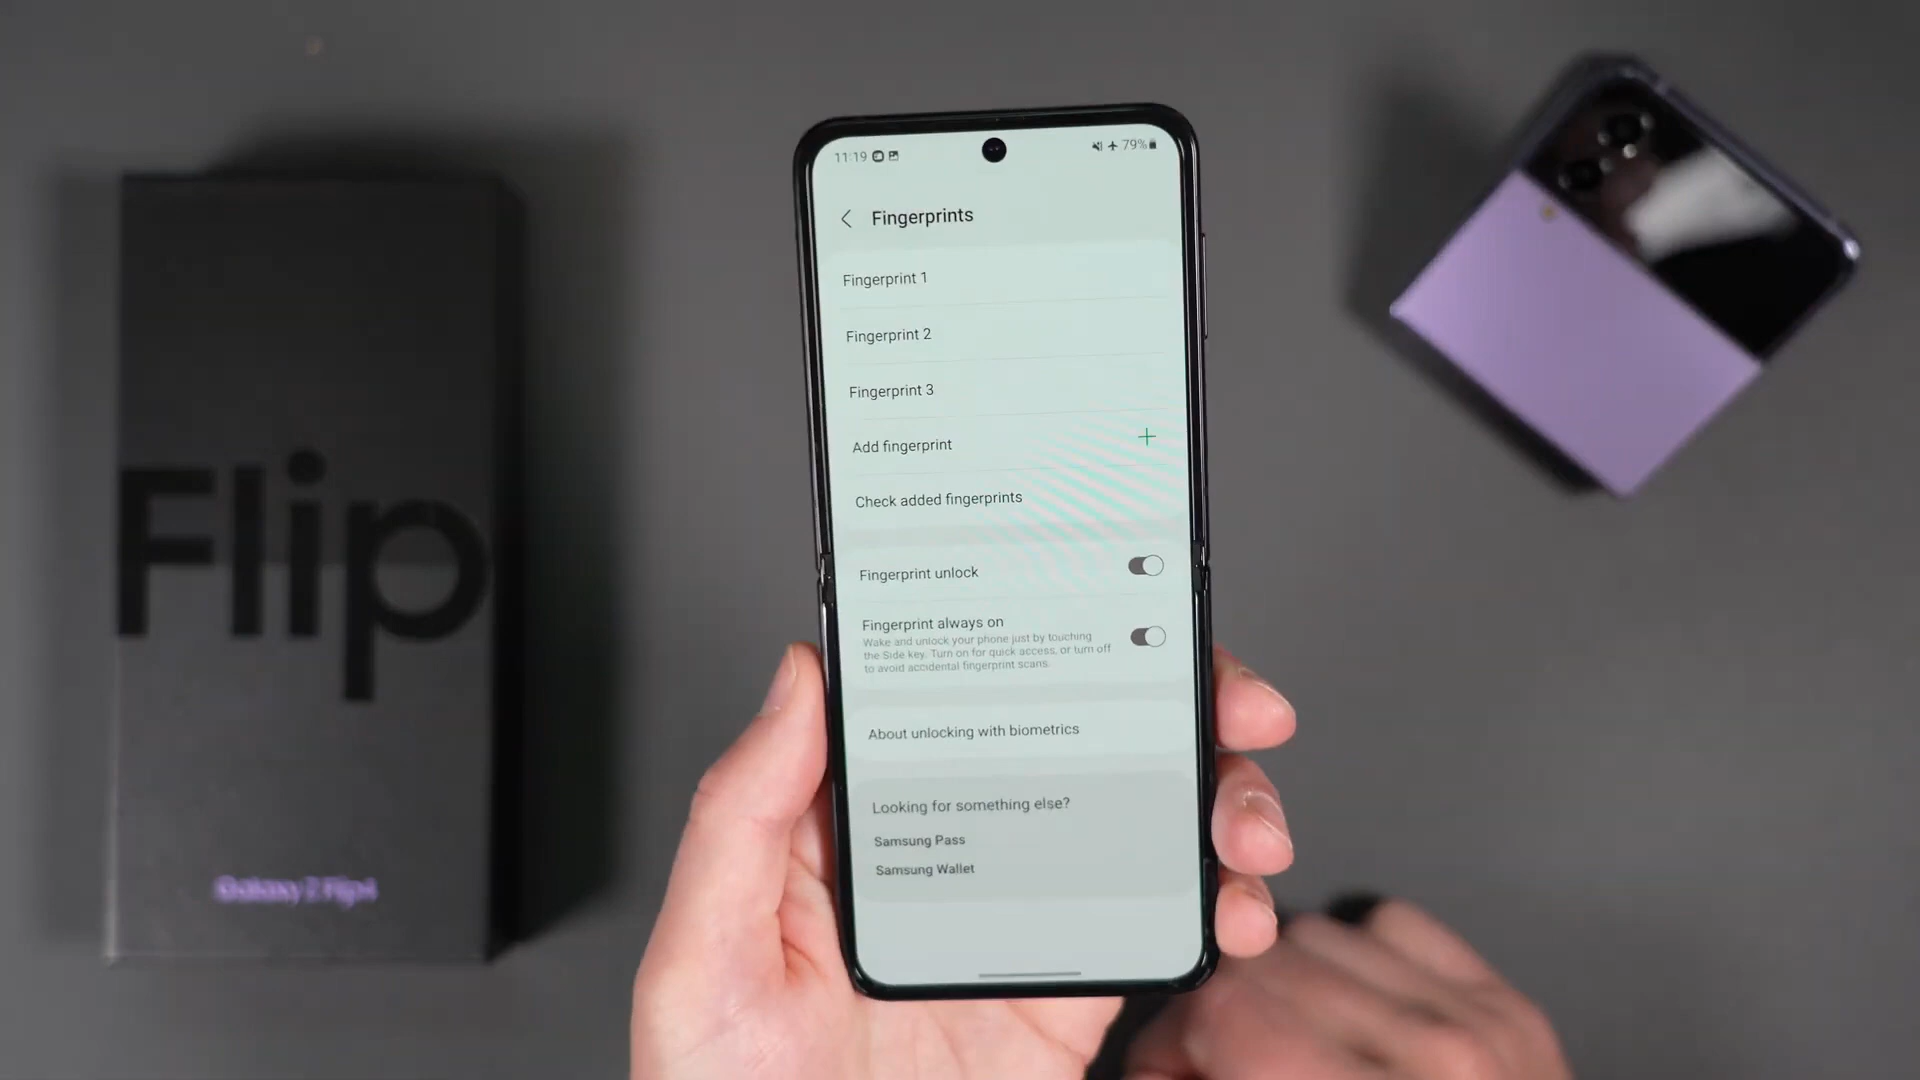 Flip
Galaxy Z Flip4
11:19
79%
Fingerprints
Fingerprint 1
Fingerprint 2
Fingerprint 3
Add fingerprint
Check added fingerprints
Fingerprint unlock
Fingerprint always on
Wake and unlock your phone just by touching
the Side key. Turn on for quick access, or turn off
to avoid accidental fingerprint scans.
About unlocking with biometrics
Looking for something else?
Samsung Pass
Samsung Wallet